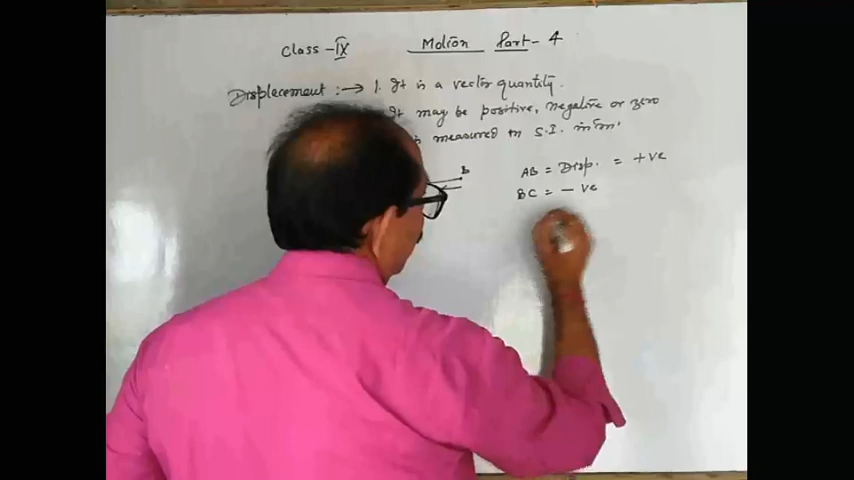 Class - IX Motion Part - 4
Displacement :→ 1. It is a vector quantity.
It may be positive, negative or zero
measured in S.I. in 'm'
B
AB = Disp. = +ve
BC = - ve